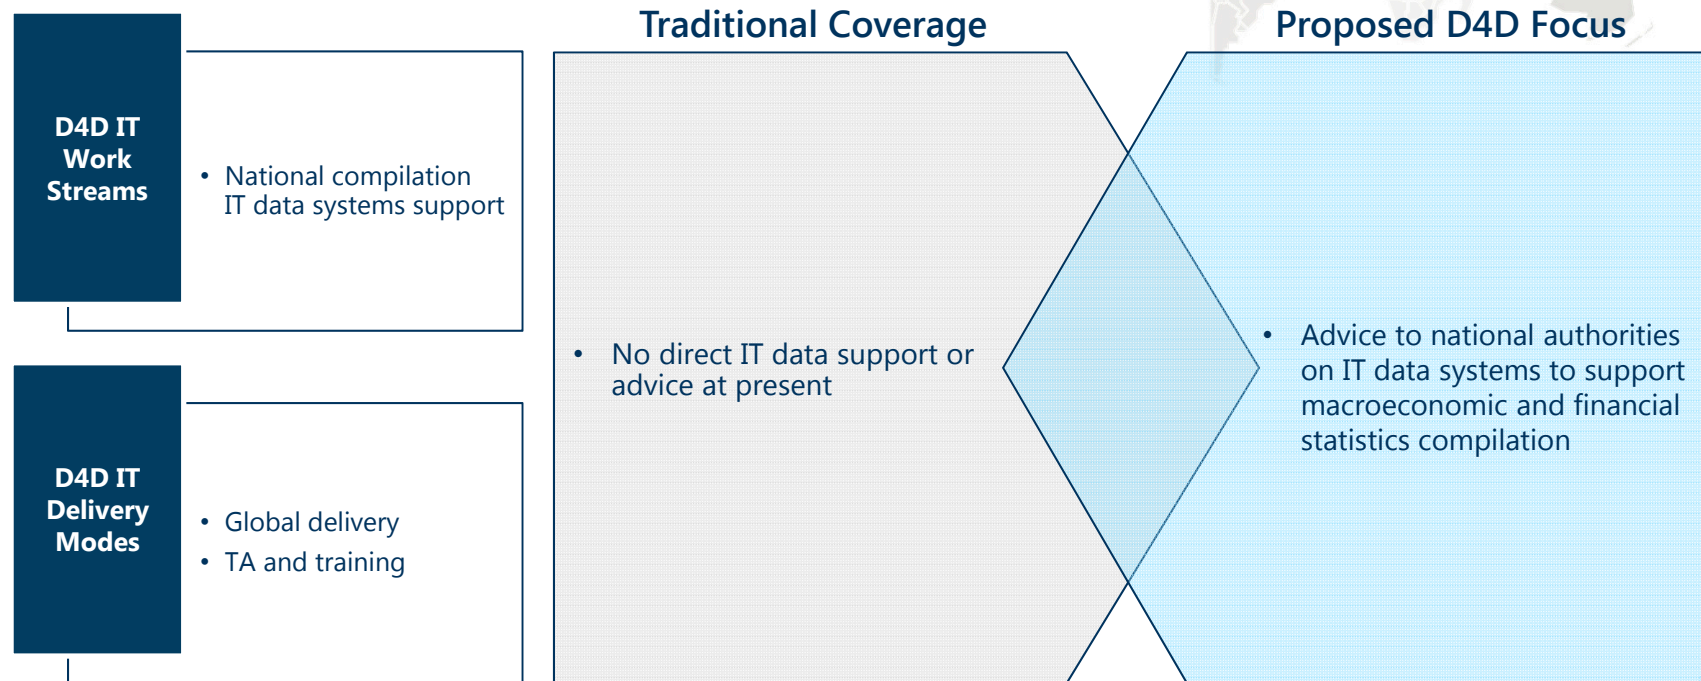 Traditional Coverage
Proposed D4D Focus
D4D IT
Work
Streams
• National compilation
IT data systems support
D4D IT
Delivery
Modes
• Global delivery
• TA and training
• No direct IT data support or
advice at present
• Advice to national authorities
on IT data systems to support
macroeconomic and financial
statistics compilation